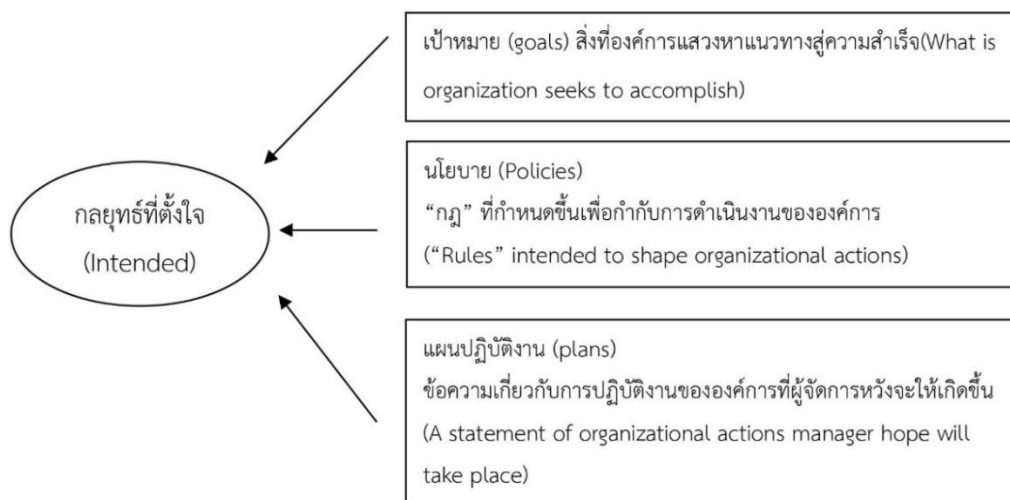 เป้าหมาย (goals) สิ่งที่องค์การแสวงหาแนวทางสู่ความสำเร็จ(What is
organization seeks to accomplish)
กลยุทธ์ที่ตั้งใจ
(Intended)
นโยบาย (Policies)
“กฎ” ที่กำหนดขึ้นเพื่อกำกับการดำเนินงานขององค์การ
(“Rules” intended to shape organizational actions)
แผนปฏิบัติงาน (plans)
ข้อความเกี่ยวกับการปฏิบัติงานขององค์การที่ผู้จัดการหวังจะให้เกิดขึ้น
(A statement of organizational actions manager hope will
take place)